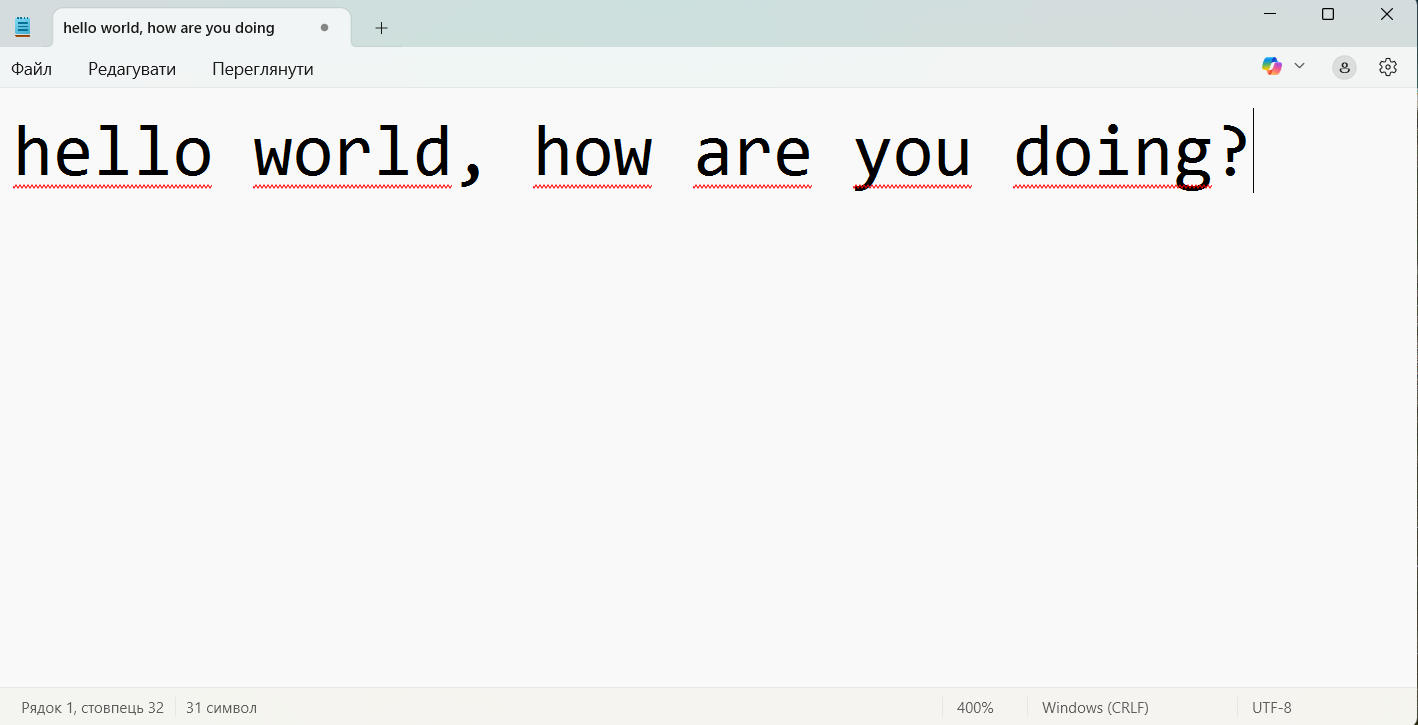 hello world, how are you doing
Файл Редагувати Переглянути
hello world, how are you doing?
Рядок 1, стовпець 32 31 символ 400% Windows (CRLF) UTF-8